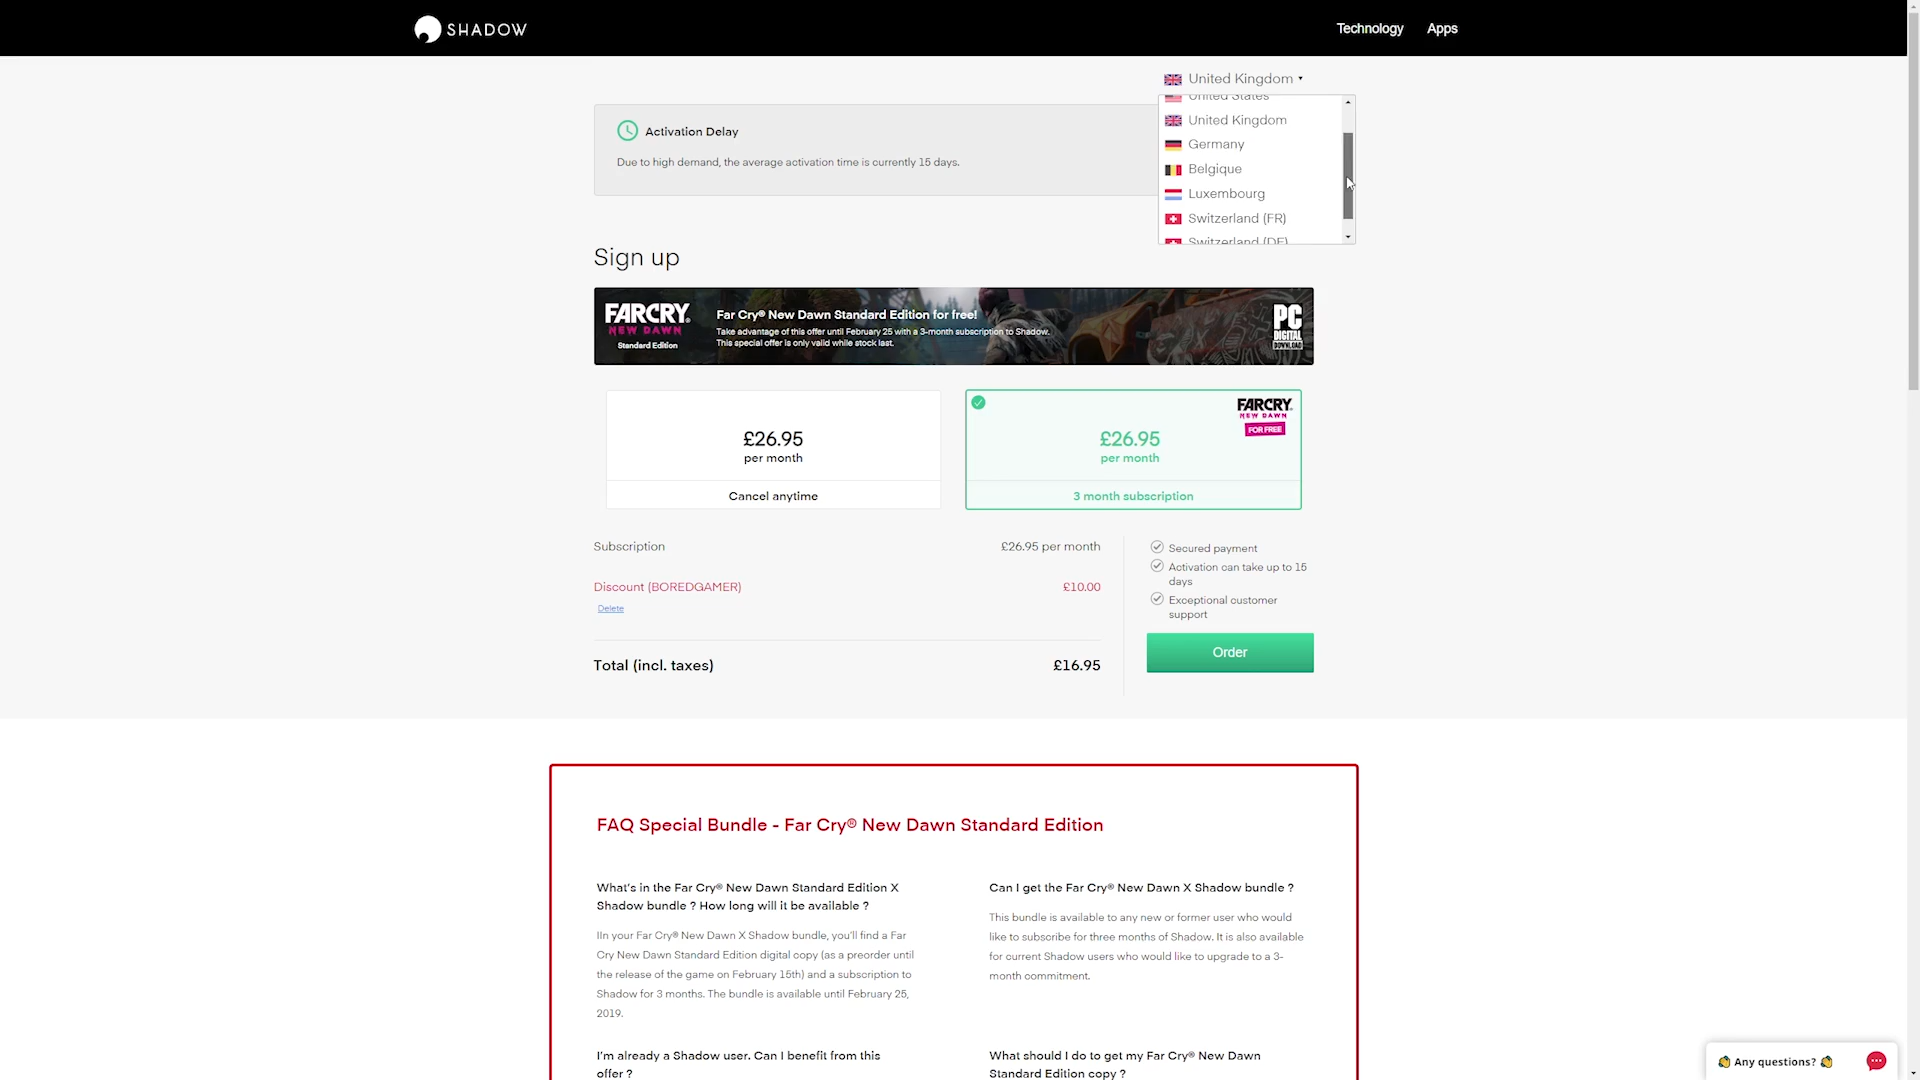 SHADOW
Technology
Apps
United Kingdom
United States
United Kingdom
Germany
Belgique
Luxembourg
Switzerland (FR)
Switzerland (DE)
Activation Delay
Due to high demand, the average activation time is currently 15 days.
Sign up
FARCRY®
NEW DAWN
Standard Edition
Far Cry® New Dawn Standard Edition for free!
Take advantage of this offer until February 25 with a 3-month subscription to Shadow.
This special offer is only valid while stock last.
PC
DIGITAL
DOWNLOAD
£26.95
per month
Cancel anytime
FARCRY®
NEW DAWN
FOR FREE
£26.95
per month
3 month subscription
Subscription
£26.95 per month
Discount (BOREDGAMER)
£10.00
Delete
Total (incl. taxes)
£16.95
Secured payment
Activation can take up to 15
days
Exceptional customer
support
Order
FAQ Special Bundle - Far Cry® New Dawn Standard Edition
What's in the Far Cry® New Dawn Standard Edition X
Shadow bundle ? How long will it be available ?
IIn your Far Cry® New Dawn X Shadow bundle, you'll find a Far
Cry New Dawn Standard Edition digital copy (as a preorder until
the release of the game on February 15th) and a subscription to
Shadow for 3 months. The bundle is available until February 25,
2019.
Can I get the Far Cry® New Dawn X Shadow bundle ?
This bundle is available to any new or former user who would
like to subscribe for three months of Shadow. It is also available
for current Shadow users who would like to upgrade to a 3-
month commitment.
I'm already a Shadow user. Can I benefit from this
offer ?
What should I do to get my Far Cry® New Dawn
Standard Edition copy ?
Any questions?